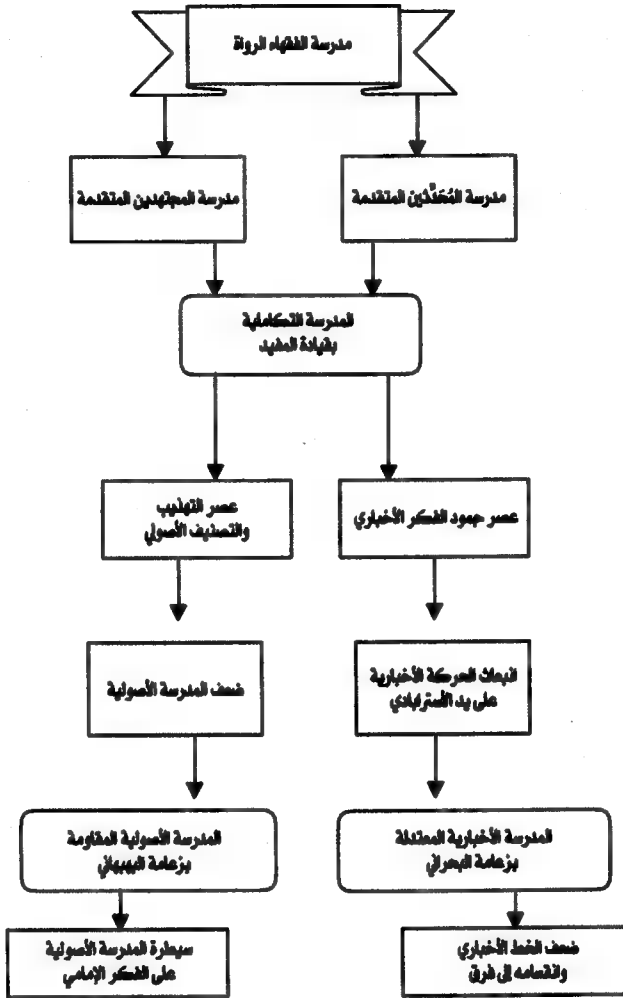 مدرسة الفقهاء الرواة
مدرسة المُحَدِّثين المتقدمة
مدرسة المجتهدين المتقدمة
المدرسة التكاملية
بقيادة المفيد
عصر جمود الفكر الأخباري
عصر التهذيب
والتصنيف الأصولي
انبعاث الحركة الأخبارية
على يد الأسترابادي
ضعف المدرسة الأصولية
المدرسة الأخبارية المعتدلة
بزعامة البحراني
المدرسة الأصولية المقاومة
بزعامة البهبهاني
ضعف الخط الأخباري
وانقسامه إلى فرق
سيطرة المدرسة الأصولية
على الفكر الإمامي